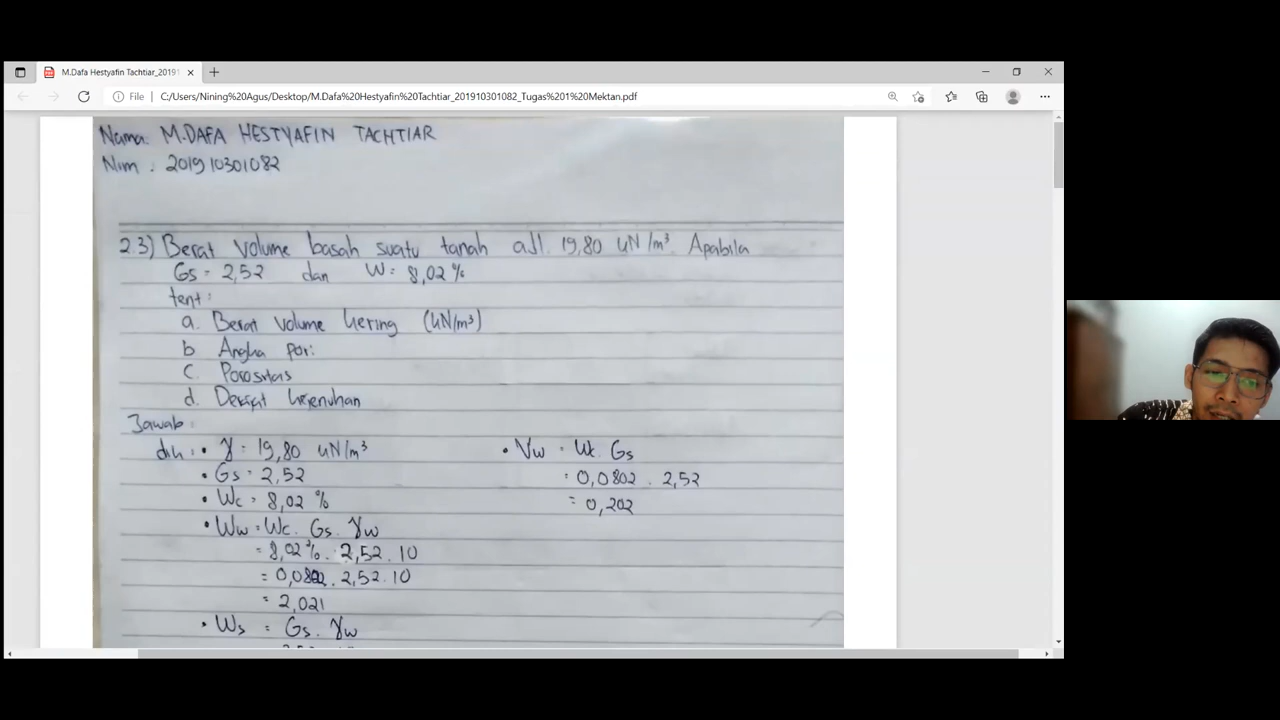 M.Dafa Hestyafin Tachtiar_20191
File
C:/Users/Nining%20Agus/Desktop/M.Dafa%20Hestyafin%20Tachtiar_201910301082_Tugas%201%20Mektan.pdf
Nama: M.DAFA HESTYAFIN TACHTIAR
Nim : 201910301082
2.3) Berat volume basah suatu tanah adl. 19,80 kN/m³. Apabila
Gs = 2,52 dan W = 8,02 %
tent :
a. Berat volume kering (kN/m³)
b Angka pori
c. Porositas
d. Derajat kejenuhan
Jawab :
dik : • γ = 19,80 kN/m³
• Gs = 2,52
• Wc = 8,02 %
• Ww = Wc. Gs. γw
= 8,02 %. 2,52. 10
= 0,0802. 2,52. 10
= 2,021
• Ws = Gs. γw
• Vw = Wc. Gs
= 0,0802 . 2,52
= 0,202